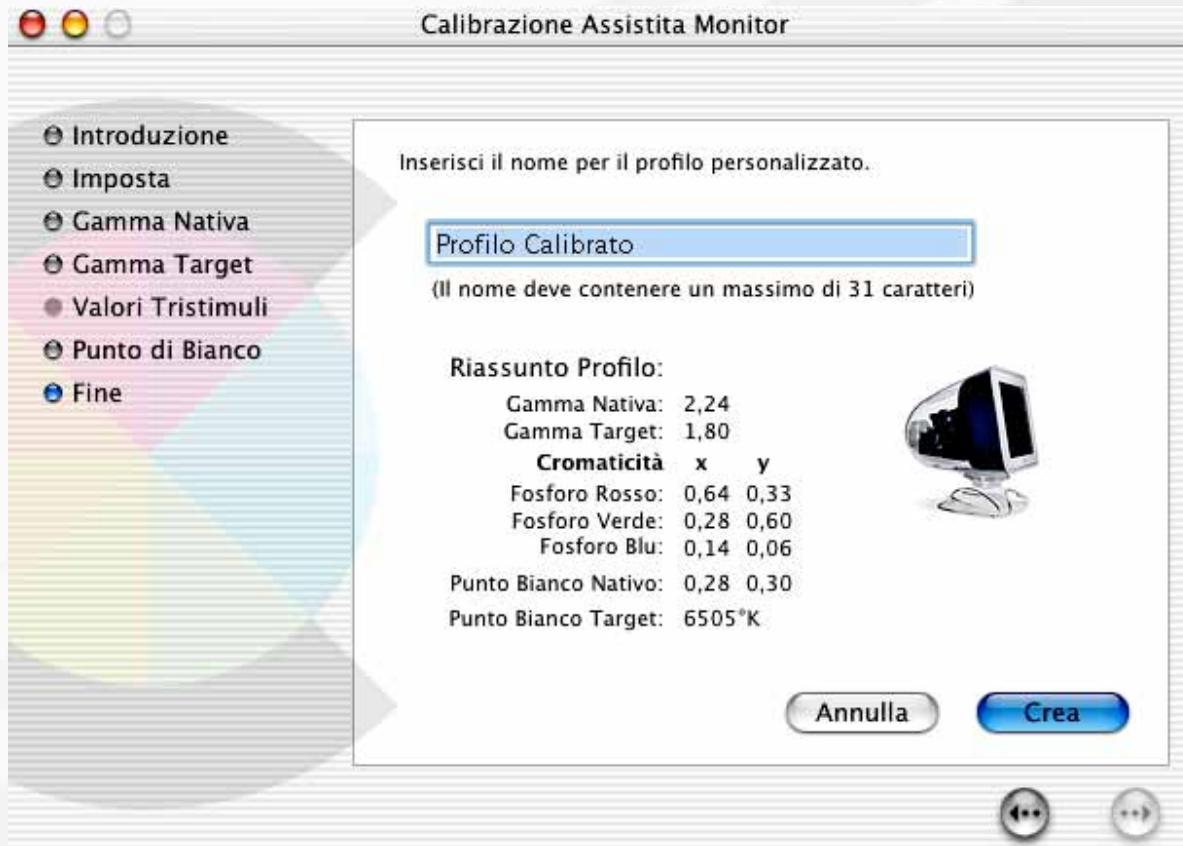 Calibrazione Assistita Monitor
Introduzione
Imposta
Gamma Nativa
Gamma Target
Valori Tristimuli
Punto di Bianco
Fine
Inserisci il nome per il profilo personalizzato.
Profilo Calibrato
(Il nome deve contenere un massimo di 31 caratteri)
Riassunto Profilo:
Gamma Nativa: 2,24
Gamma Target: 1,80
Cromaticità x y
Fosforo Rosso: 0,64 0,33
Fosforo Verde: 0,28 0,60
Fosforo Blu: 0,14 0,06
Punto Bianco Nativo: 0,28 0,30
Punto Bianco Target: 6505°K
Annulla Crea